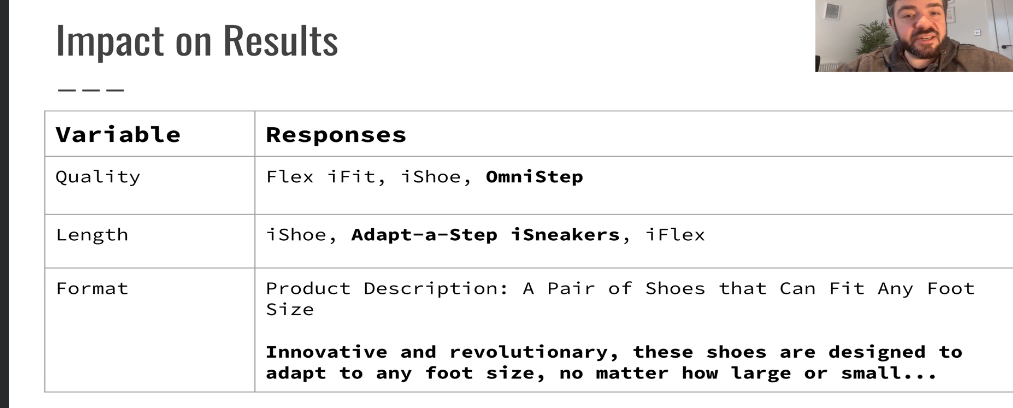 Impact on Results
Variable
Responses
Quality
Flex iFit, iShoe, OmniStep
Length
iShoe, Adapt-a-Step iSneakers, iFlex
Format
Product Description: A Pair of Shoes that Can Fit Any Foot
Size
Innovative and revolutionary, these shoes are designed to
adapt to any foot size, no matter how large or small...